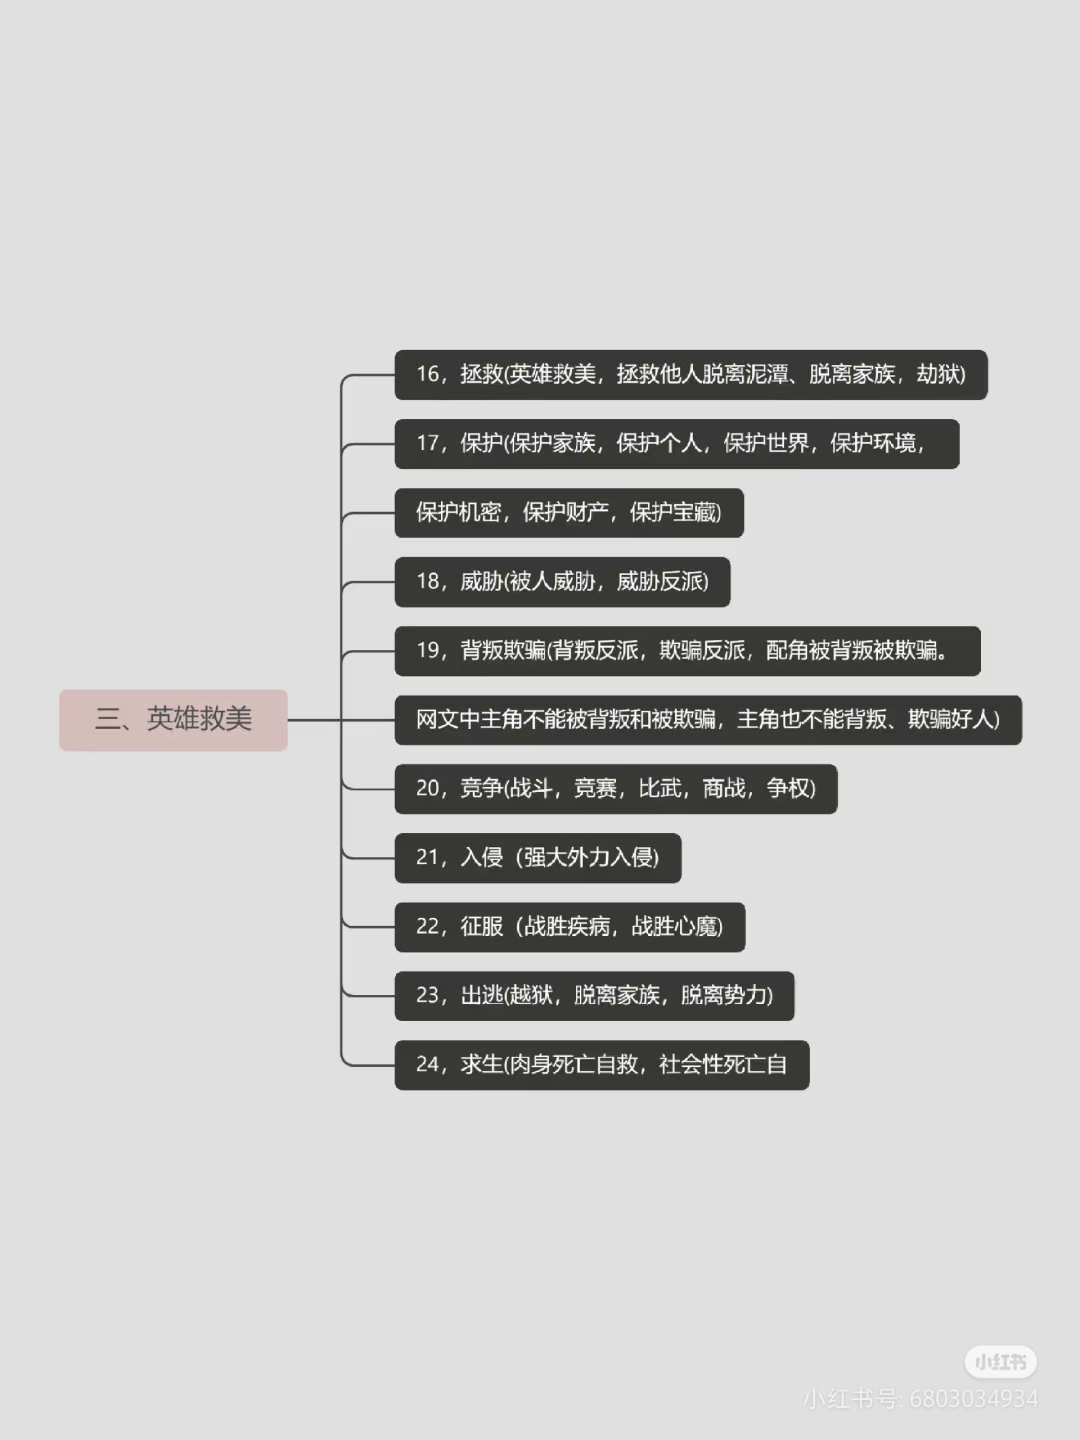 三、英雄救美
16，拯救(英雄救美，拯救他人脱离泥潭、脱离家族，劫狱)
17，保护(保护家族，保护个人，保护世界，保护环境，
保护机密，保护财产，保护宝藏)
18，威胁(被人威胁，威胁反派)
19，背叛欺骗(背叛反派，欺骗反派，配角被背叛被欺骗。
网文中主角不能被背叛和被欺骗，主角也不能背叛、欺骗好人)
20，竞争(战斗，竞赛，比武，商战，争权)
21，入侵（强大外力入侵)
22，征服（战胜疾病，战胜心魔)
23，出逃(越狱，脱离家族，脱离势力)
24，求生(肉身死亡自救，社会性死亡自
小红书
小红书号: 6803034934